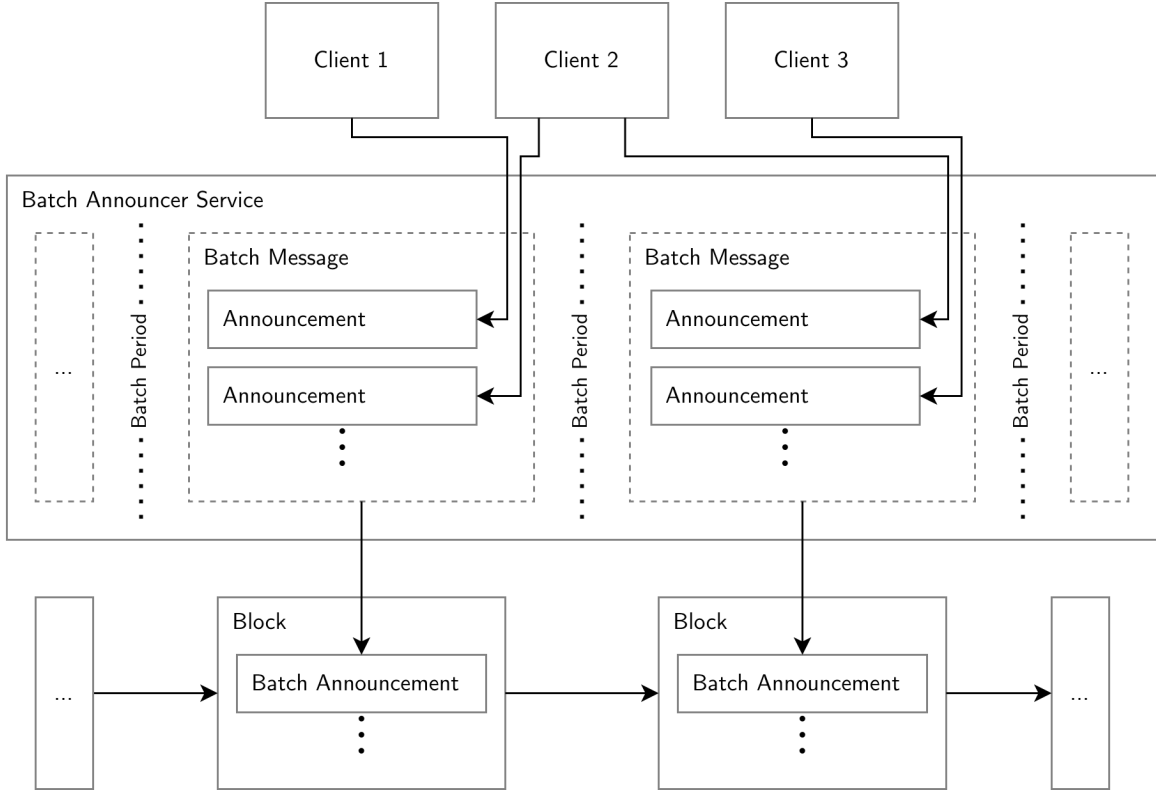 Client 1
Client 2
Client 3
Batch Announcer Service
...
Batch Period
Batch Message
Announcement
Announcement
Batch Period
Batch Message
Announcement
Announcement
Batch Period
...
...
Block
Batch Announcement
Block
Batch Announcement
...